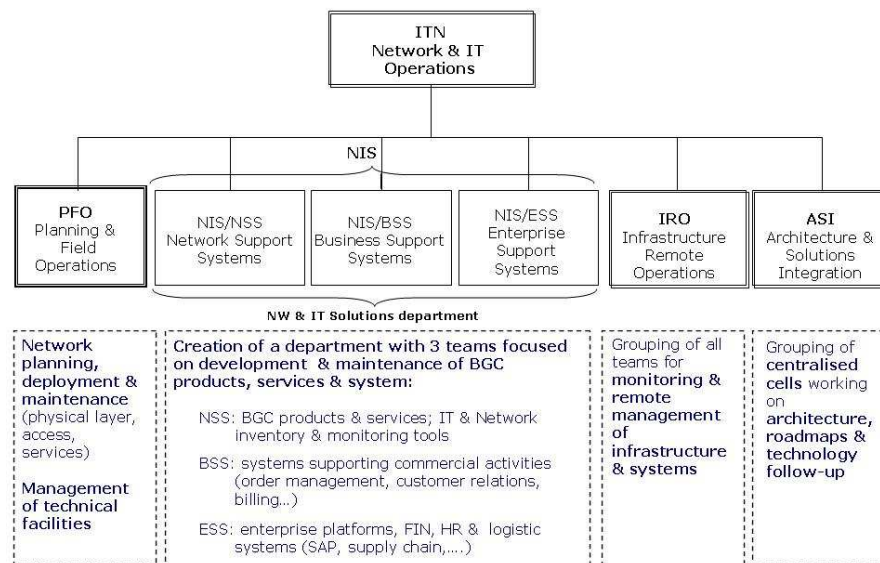 ITN
Network & IT
Operations
NIS
PFO
Planning &
Field
Operations
NIS/NSS
Network Support
Systems
NIS/BSS
Business Support
Systems
NIS/ESS
Enterprise
Support
Systems
IRO
Infrastructure
Remote
Operations
ASI
Architecture &
Solutions
Integration
NW & IT Solutions department
Network
planning,
deployment &
maintenance
(physical layer,
access,
services)
Management
of technical
facilities
Creation of a department with 3 teams focused
on development & maintenance of BGC
products, services & system:
NSS: BGC products & services; IT & Network
inventory & monitoring tools
BSS: systems supporting commercial activities
(order management, customer relations,
billing...)
ESS: enterprise platforms, FIN, HR & logistic
systems (SAP, supply chain,....)
Grouping of all
teams for
monitoring &
remote
management
of
infrastructure
& systems
Grouping of
centralised
cells working
on
architecture,
roadmaps &
technology
follow-up